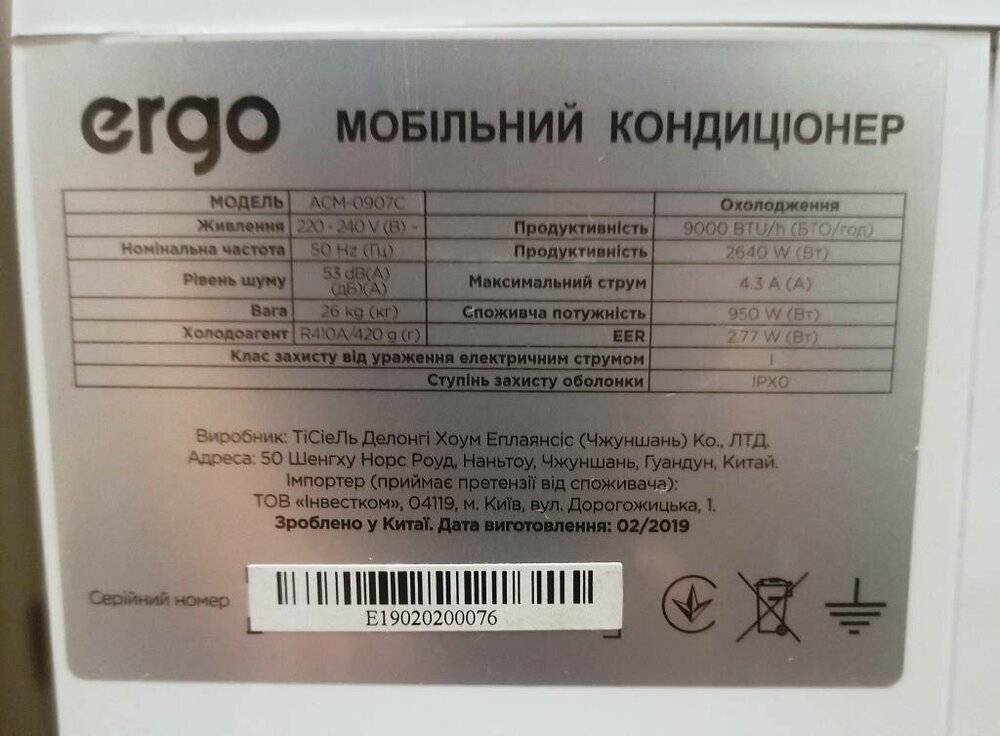 ergo МОБІЛЬНИЙ КОНДИЦІОНЕР
МОДЕЛЬ ACM-0907C Охолодження
Живлення 220 - 240 V (В) ~ Продуктивність 9000 BTU/h (БТО/год)
Номінальна частота 50 Hz (Гц) Продуктивність 2640 W (Вт)
Рівень шуму 53 dB(A) (дБ)(А) Максимальний струм 4.3 A (А)
Вага 26 kg (кг) Споживча потужність 950 W (Вт)
Холодоагент R410A/420 g (г) EER 2.77 W (Вт)
Клас захисту від ураження електричним струмом I
Ступінь захисту оболонки IPX0
Виробник: ТіСіеЛь Делонгі Хоум Еплаянсіс (Чжуншань) Ко., ЛТД.
Адреса: 50 Шенгху Норс Роуд, Наньтоу, Чжуншань, Гуандун, Китай.
Імпортер (приймає претензії від споживача):
ТОВ «Інвестком», 04119, м. Київ, вул. Дорогожицька, 1.
Зроблено у Китаї. Дата виготовлення: 02/2019
Серійний номер E19020200076